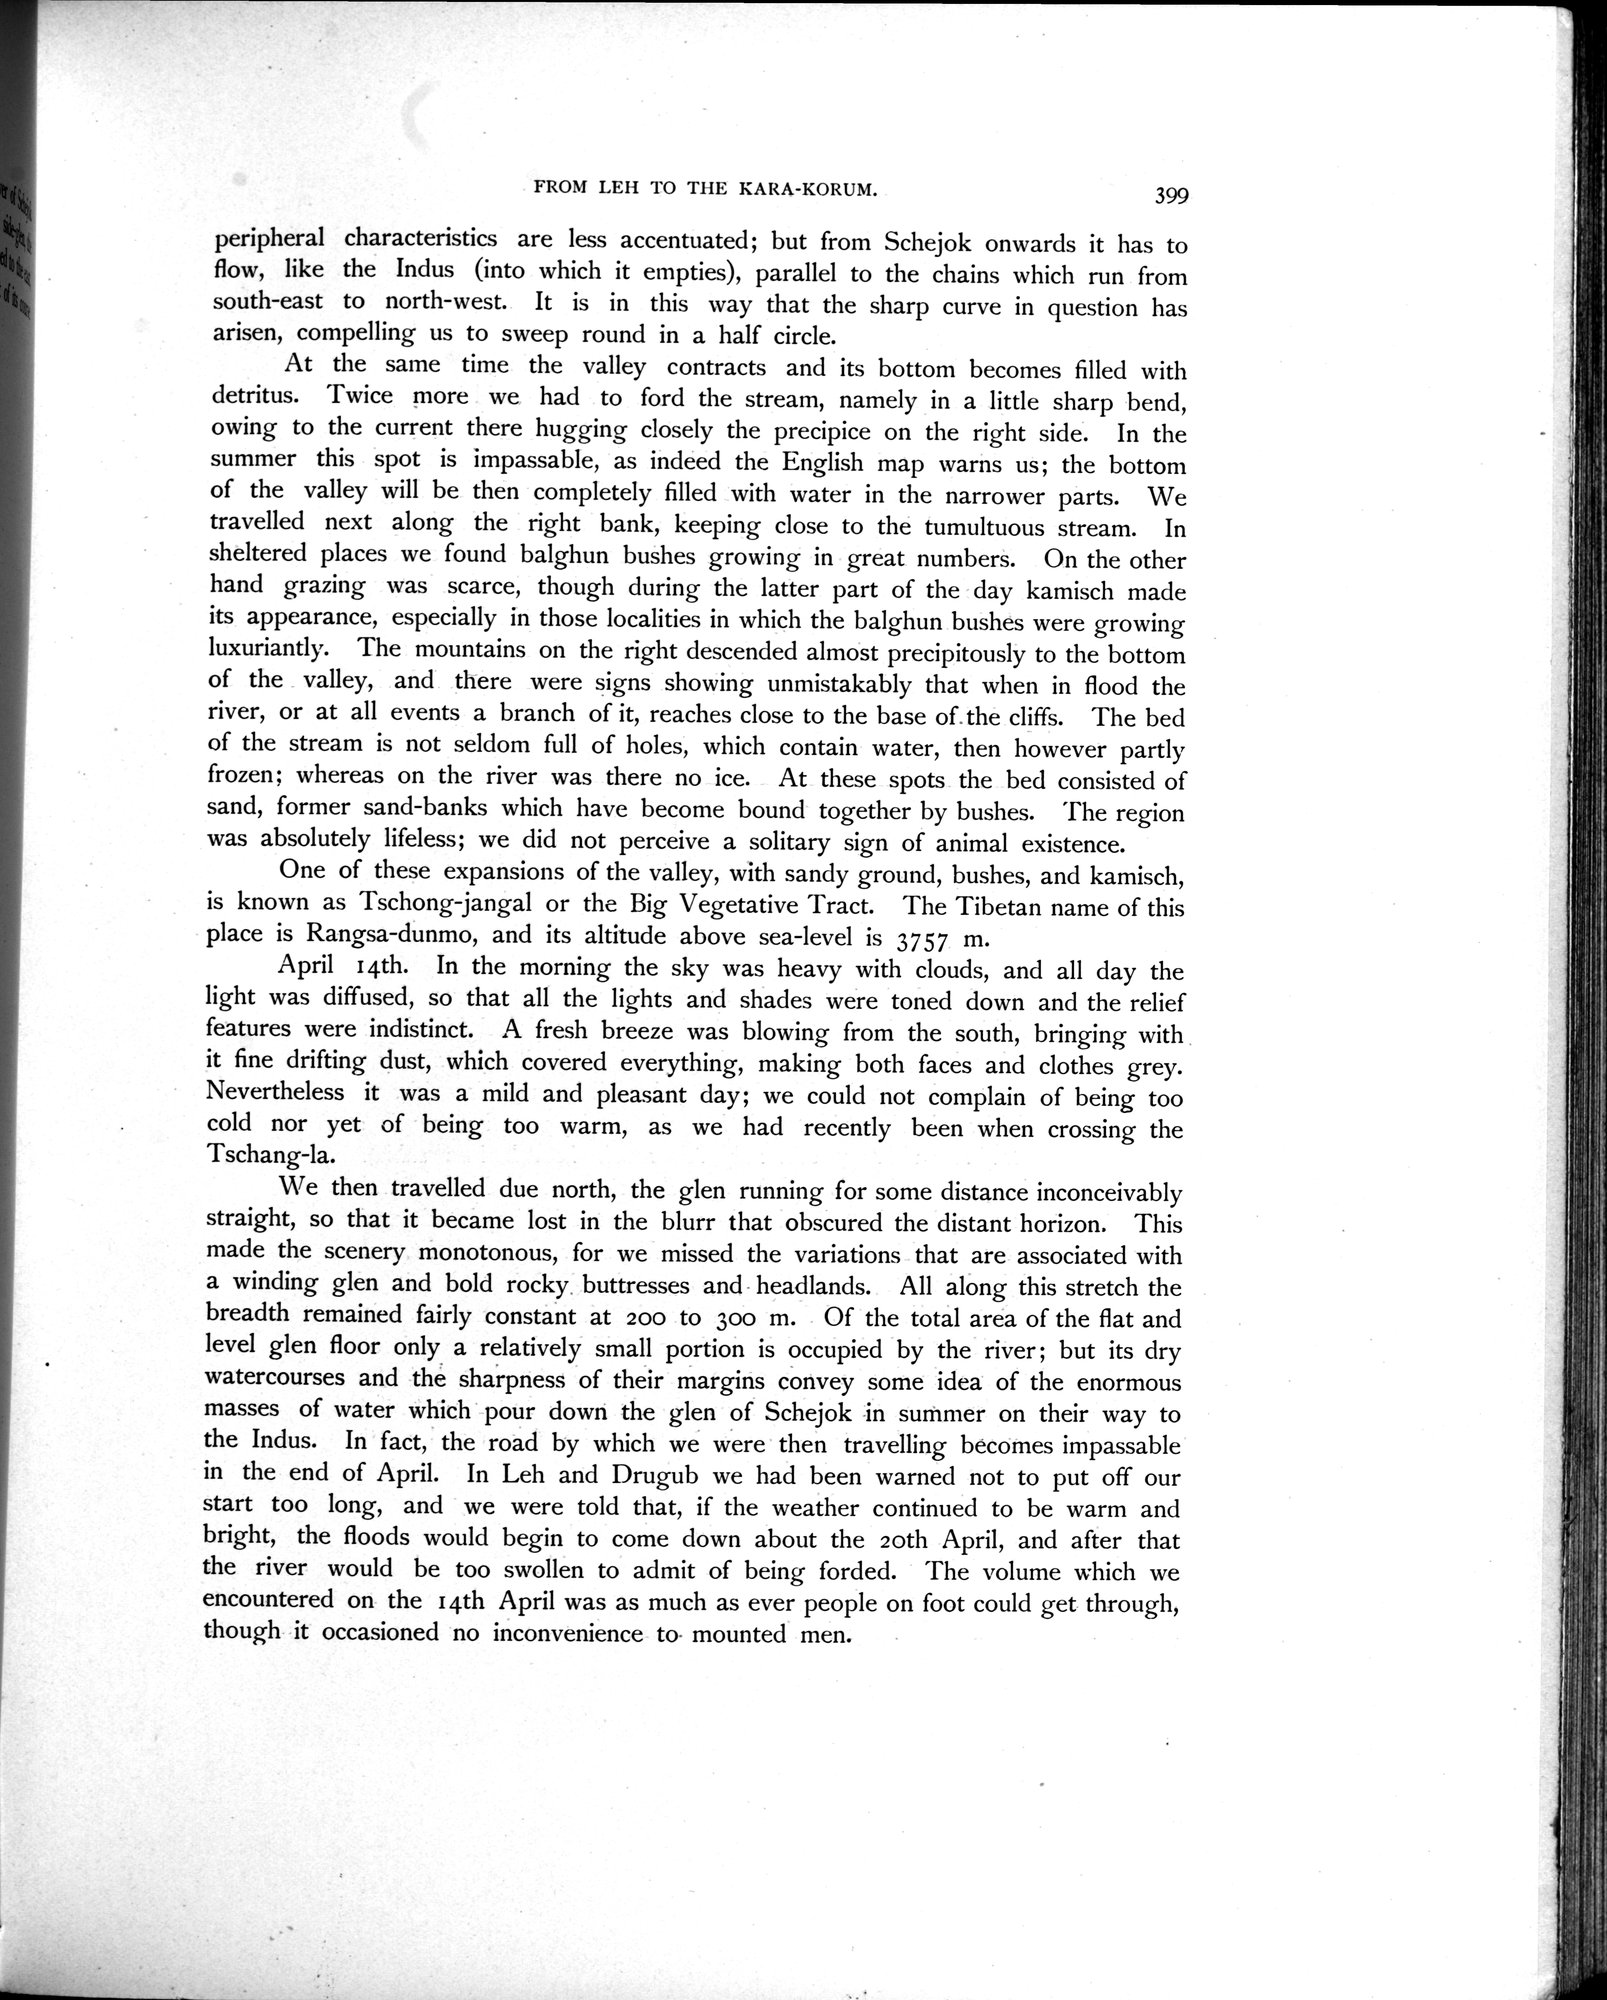 FROM LEH TO THE KARA-KORUM.
399
peripheral characteristics are less accentuated; but from Schejok onwards it has to
flow, like the Indus (into which it empties), parallel to the chains which run from
south-east to north-west. It is in this way that the sharp curve in question has
arisen, compelling us to sweep round in a half circle.
At the same time the valley contracts and its bottom becomes filled with
detritus. Twice more we had to ford the stream, namely in a little sharp bend,
owing to the current there hugging closely the precipice on the right side. In the
summer this spot is impassable, as indeed the English map warns us; the bottom
of the valley will be then completely filled with water in the narrower parts. We
travelled next along the right bank, keeping close to the tumultuous stream. In
sheltered places we found balghun bushes growing in great numbers. On the other
hand grazing was scarce, though during the latter part of the day kamisch made
its appearance, especially in those localities in which the balghun bushes were growing
luxuriantly. The mountains on the right descended almost precipitously to the bottom
of the valley, and there were signs showing unmistakably that when in flood the
river, or at all events a branch of it, reaches close to the base of the cliffs. The bed
of the stream is not seldom full of holes, which contain water, then however partly
frozen; whereas on the river was there no ice. At these spots the bed consisted of
sand, former sand-banks which have become bound together by bushes. The region
was absolutely lifeless; we did not perceive a solitary sign of animal existence.
One of these expansions of the valley, with sandy ground, bushes, and kamisch,
is known as Tschong-jangal or the Big Vegetative Tract. The Tibetan name of this
place is Rangsa-dunmo, and its altitude above sea-level is 3757 m.
April 14th. In the morning the sky was heavy with clouds, and all day the
light was diffused, so that all the lights and shades were toned down and the relief
features were indistinct. A fresh breeze was blowing from the south, bringing with
it fine drifting dust, which covered everything, making both faces and clothes grey.
Nevertheless it was a mild and pleasant day; we could not complain of being too
cold nor yet of being too warm, as we had recently been when crossing the
Tschang-la.
We then travelled due north, the glen running for some distance inconceivably
straight, so that it became lost in the blurr that obscured the distant horizon. This
made the scenery monotonous, for we missed the variations that are associated with
a winding glen and bold rocky buttresses and headlands. All along this stretch the
breadth remained fairly constant at 200 to 300 m. Of the total area of the flat and
level glen floor only a relatively small portion is occupied by the river; but its dry
watercourses and the sharpness of their margins convey some idea of the enormous
masses of water which pour down the glen of Schejok in summer on their way to
the Indus. In fact, the road by which we were then travelling becomes impassable
in the end of April. In Leh and Drugub we had been warned not to put off our
start too long, and we were told that, if the weather continued to be warm and
bright, the floods would begin to come down about the 20th April, and after that
the river would be too swollen to admit of being forded. The volume which we
encountered on the 14th April was as much as ever people on foot could get through,
though it occasioned no inconvenience to mounted men.